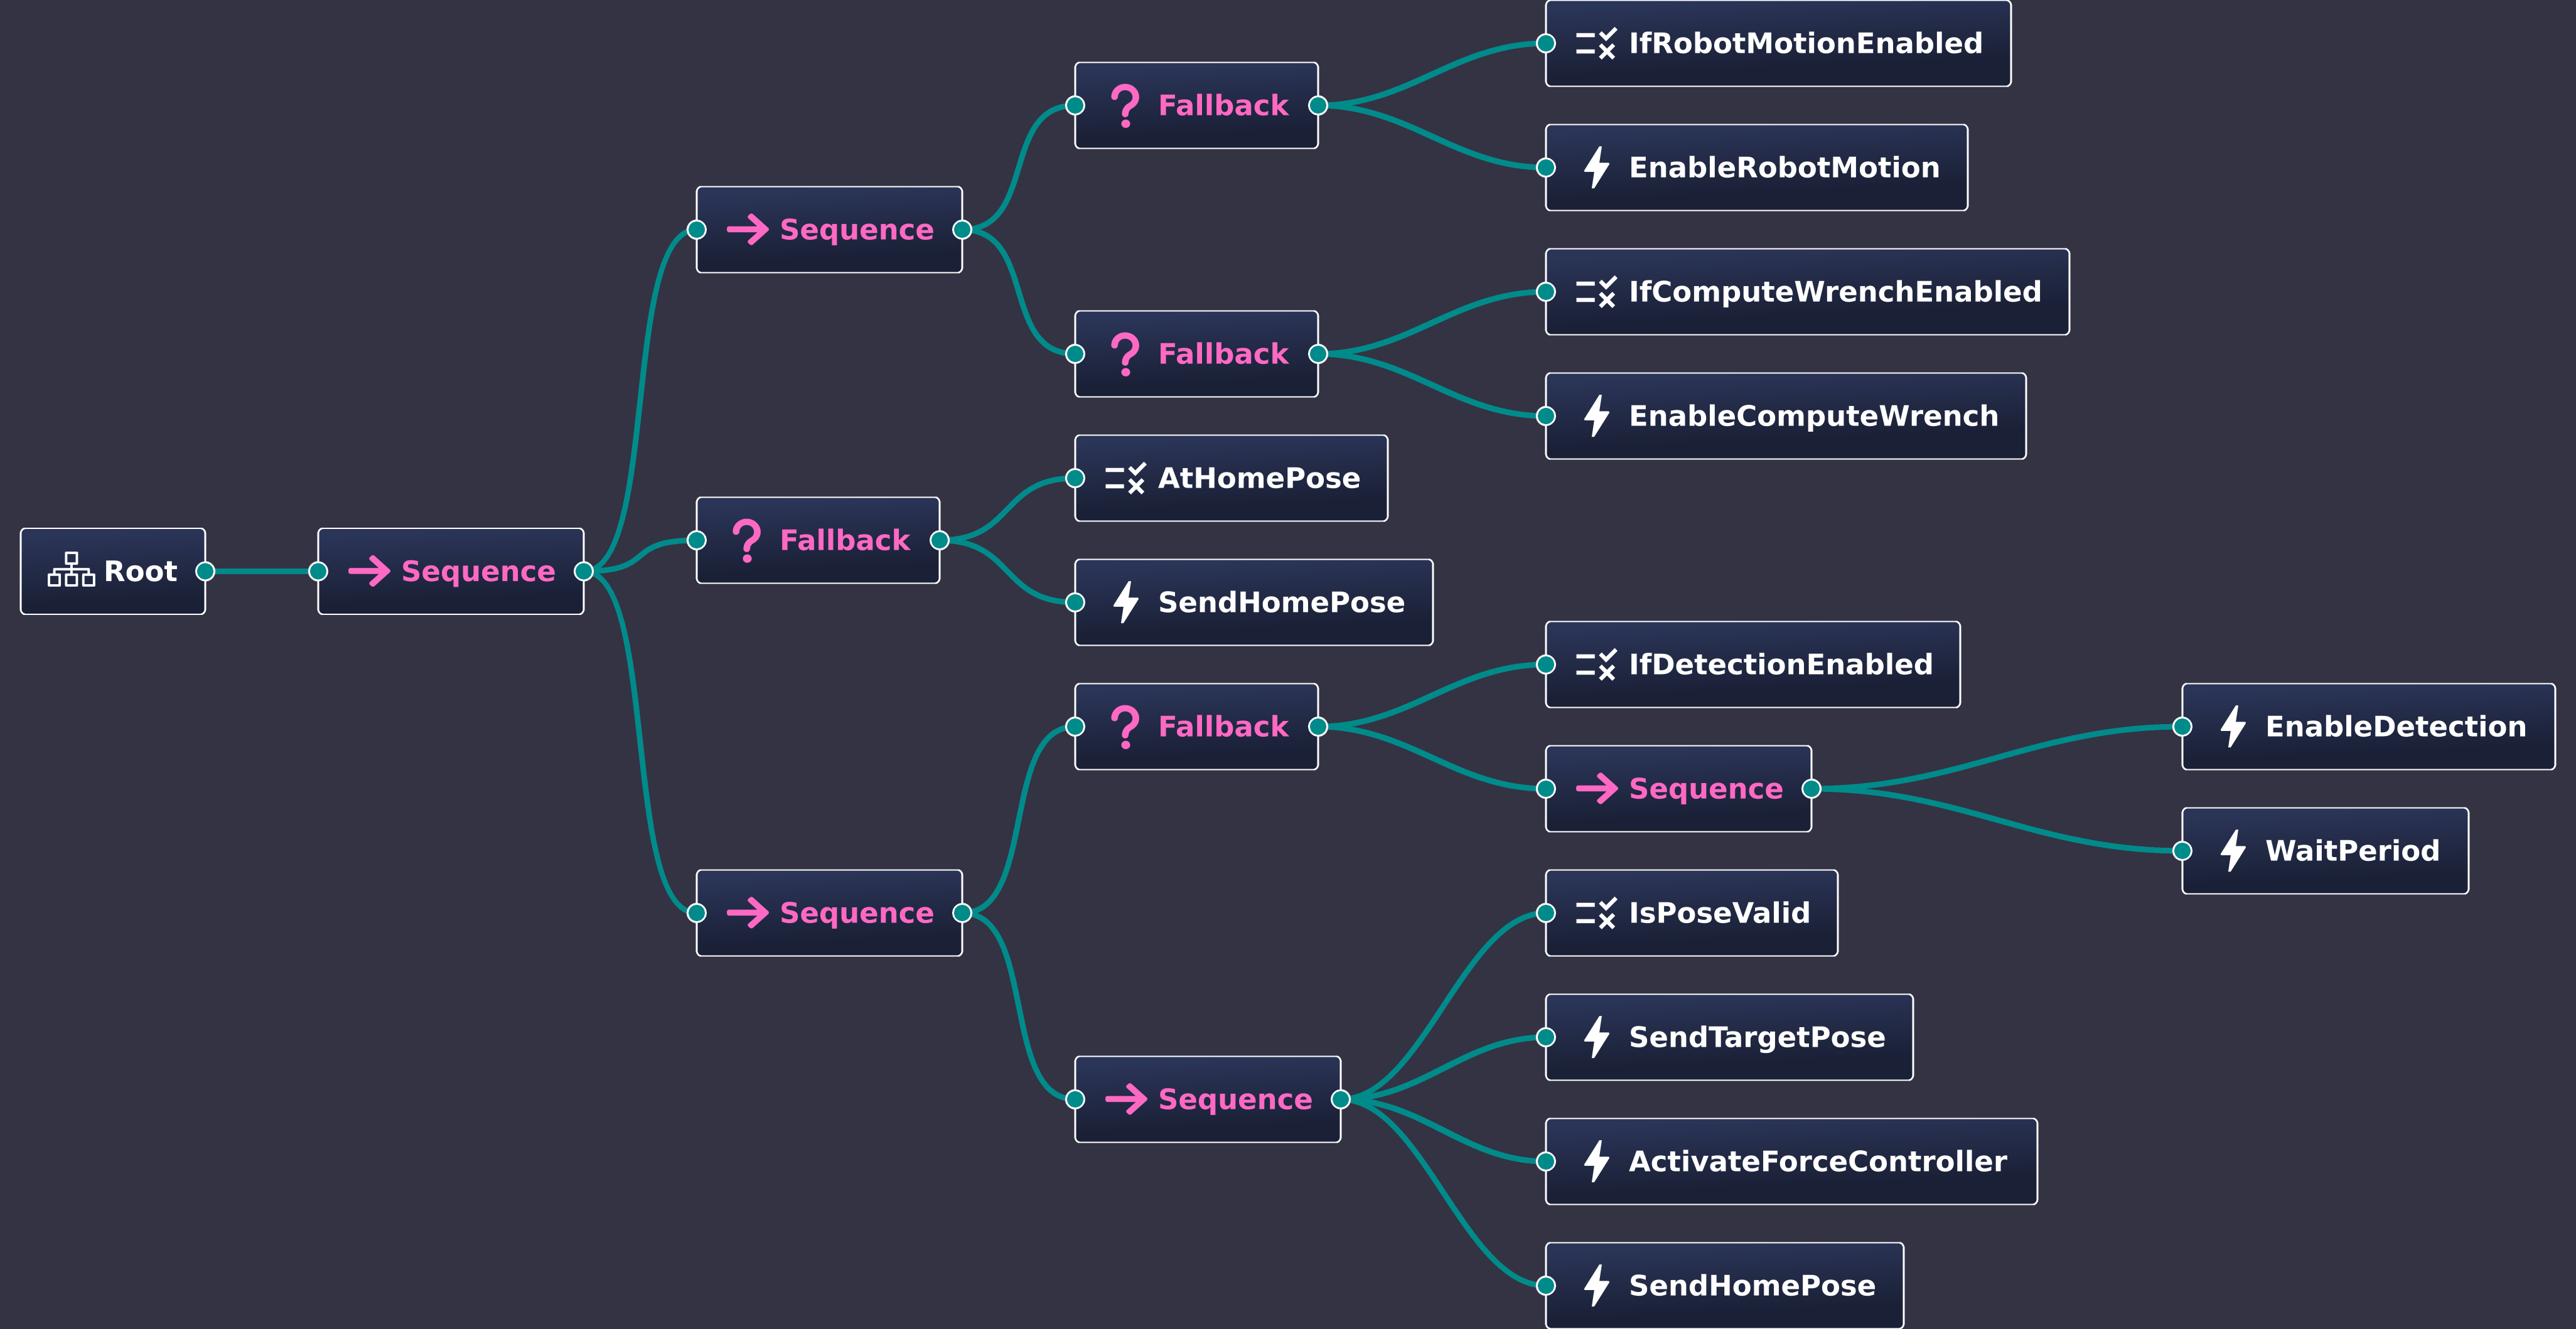 IfRobotMotionEnabled
Fallback
EnableRobotMotion
Sequence
IfComputeWrenchEnabled
Fallback
EnableComputeWrench
AtHomePose
Fallback
Root
Sequence
SendHomePose
IfDetectionEnabled
Fallback
EnableDetection
Sequence
WaitPeriod
Sequence
IsPoseValid
SendTargetPose
Sequence
ActivateForceController
SendHomePose